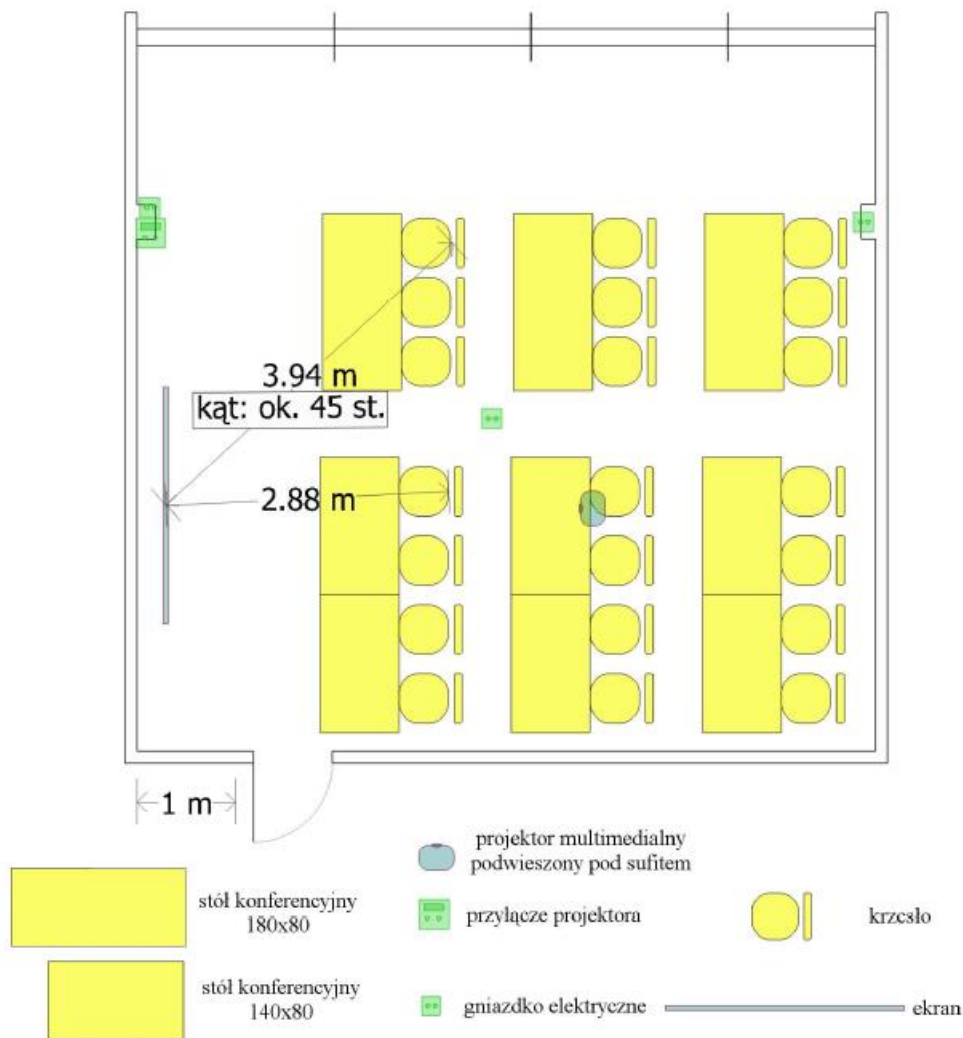 3.94 m
kąt: ok. 45 st.
2.88 m
1 m
projektor multimedialny
podwieszony pod sufitem
stół konferencyjny
180x80
przyłącze projektora
krzcsło
stół konferencyjny
140x80
gniazdko elektryczne
ekran